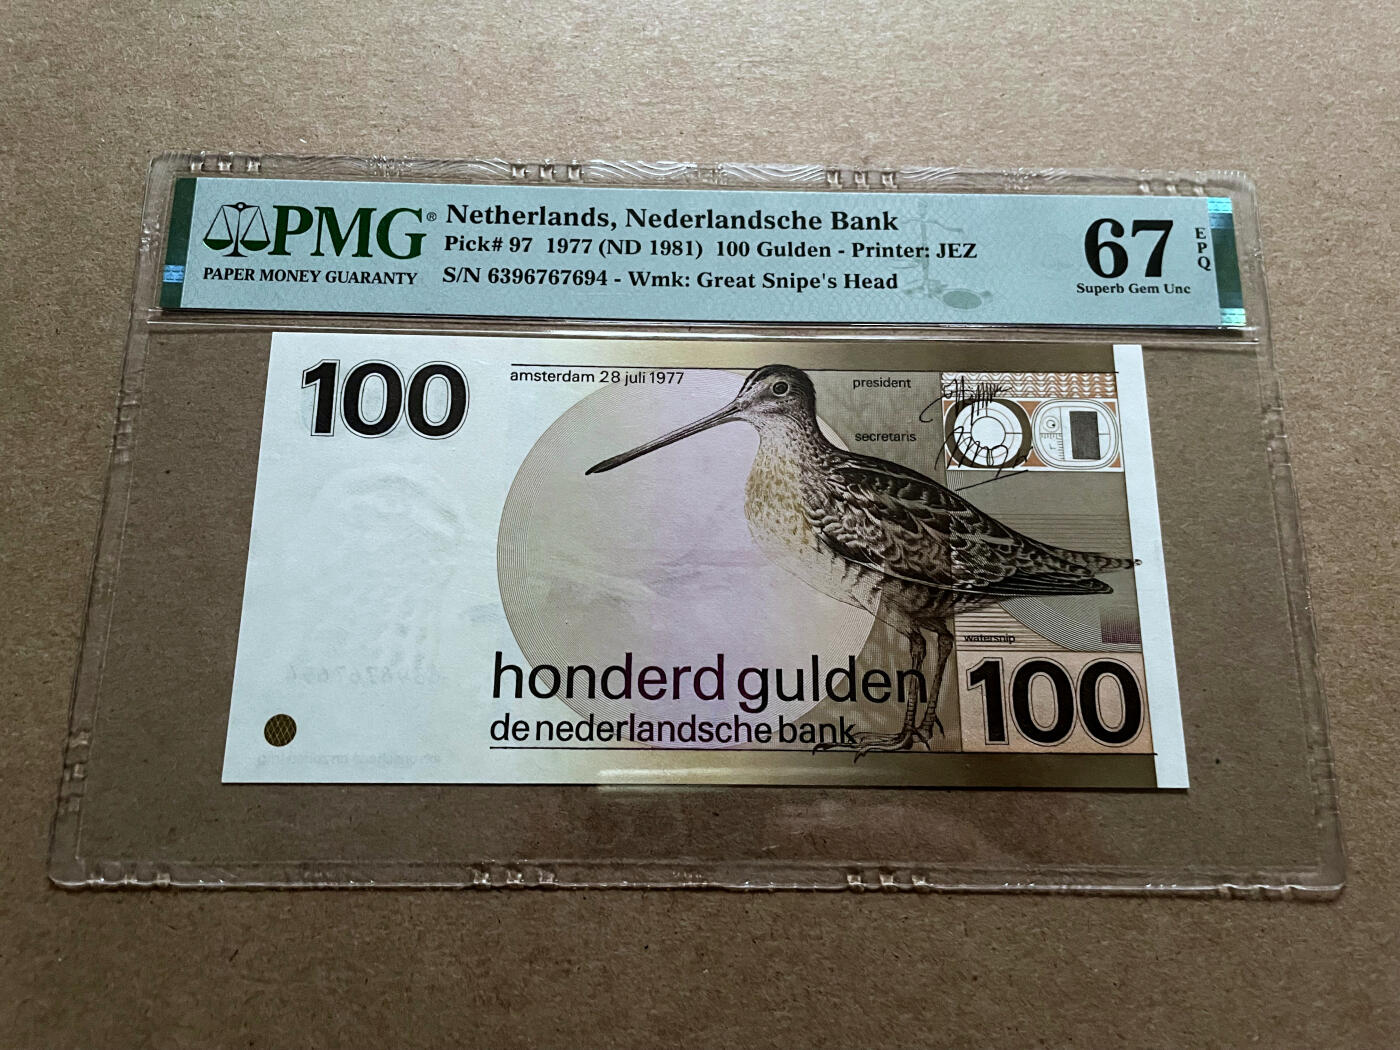 PMG®
PAPER MONEY GUARANTY
Netherlands, Nederlandsche Bank
Pick# 97 1977 (ND 1981) 100 Gulden - Printer: JEZ
S/N 6396767694 - Wmk: Great Snipe's Head
67
EPQ
Superb Gem Unc
100
amsterdam 28 juli 1977
president
secretaris
watersnip
honderd gulden
de nederlandsche bank
100